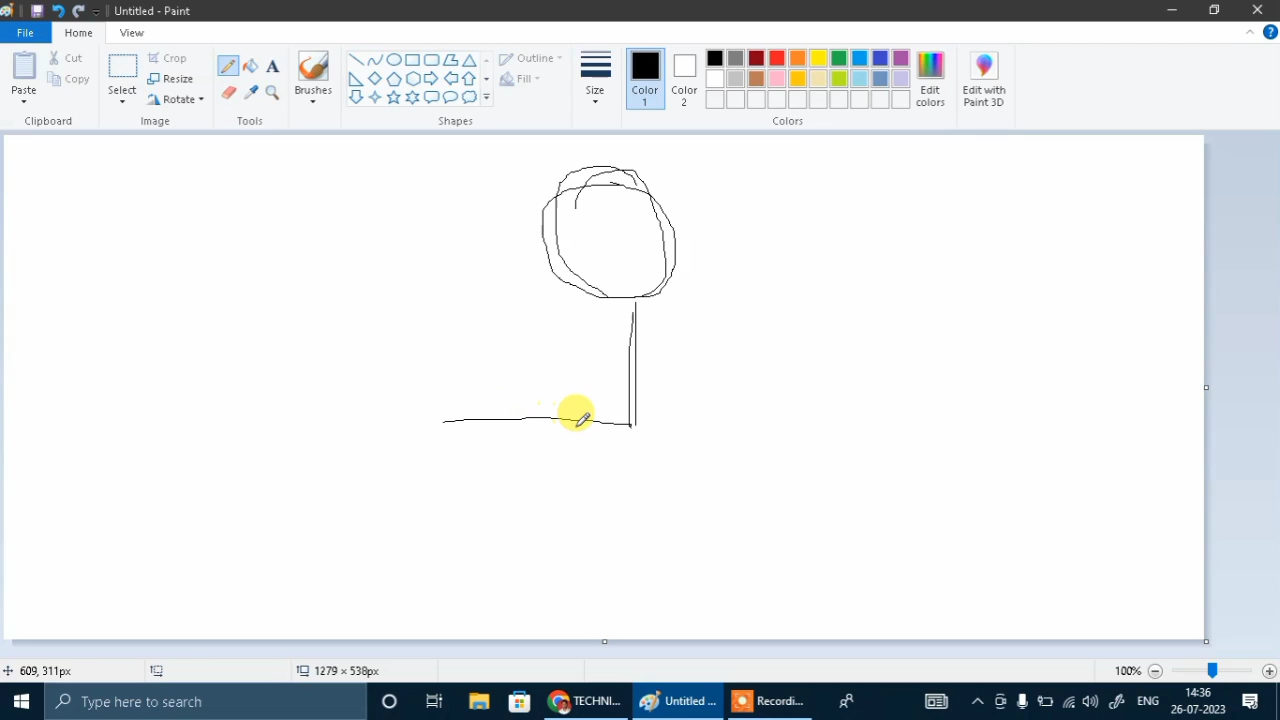 Untitled - Paint
File
Home
View
Paste
Cut
Copy
Clipboard
Select
Crop
Resize
Rotate
Image
A
Tools
Brushes
Outline
Fill
Shapes
Size
Color
1
Color
2
Edit
colors
Colors
Edit with
Paint 3D
609, 311px
1279 × 538px
100%
Type here to search
TECHNI...
Untitled ...
Recordi...
ENG
14:36
26-07-2023